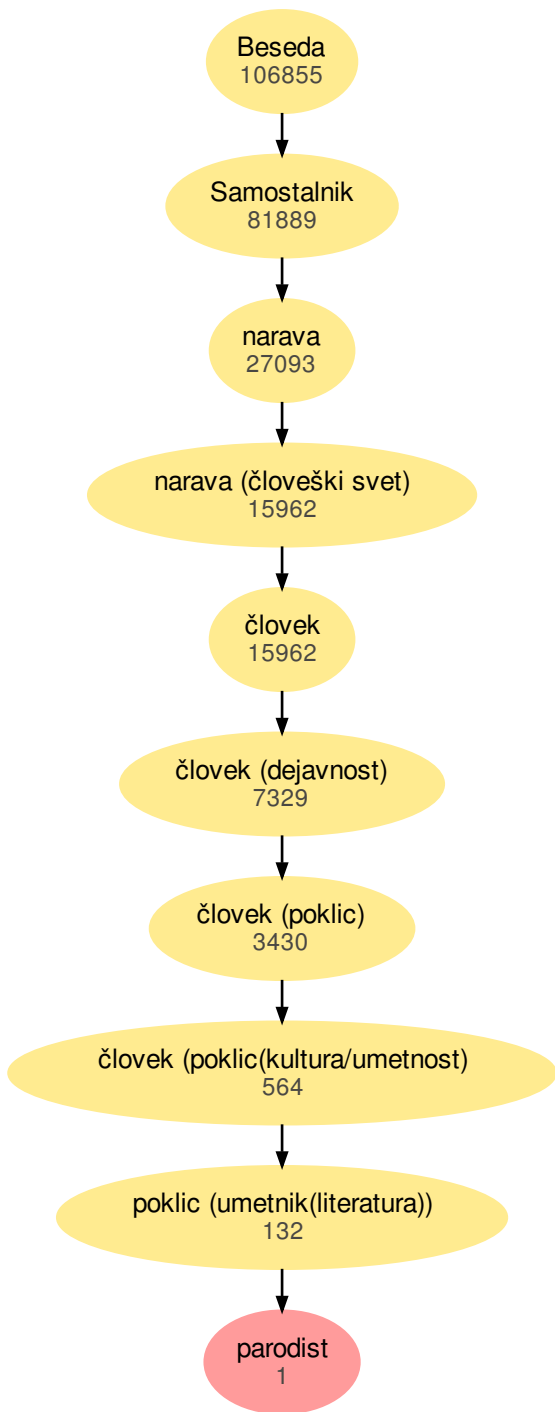 Beseda
106855
Samostalnik
81889
narava
27093
narava (človeški svet)
15962
človek
15962
človek (dejavnost)
7329
človek (poklic)
3430
človek (poklic(kultura/umetnost)
564
poklic (umetnik(literatura))
132
parodist
1